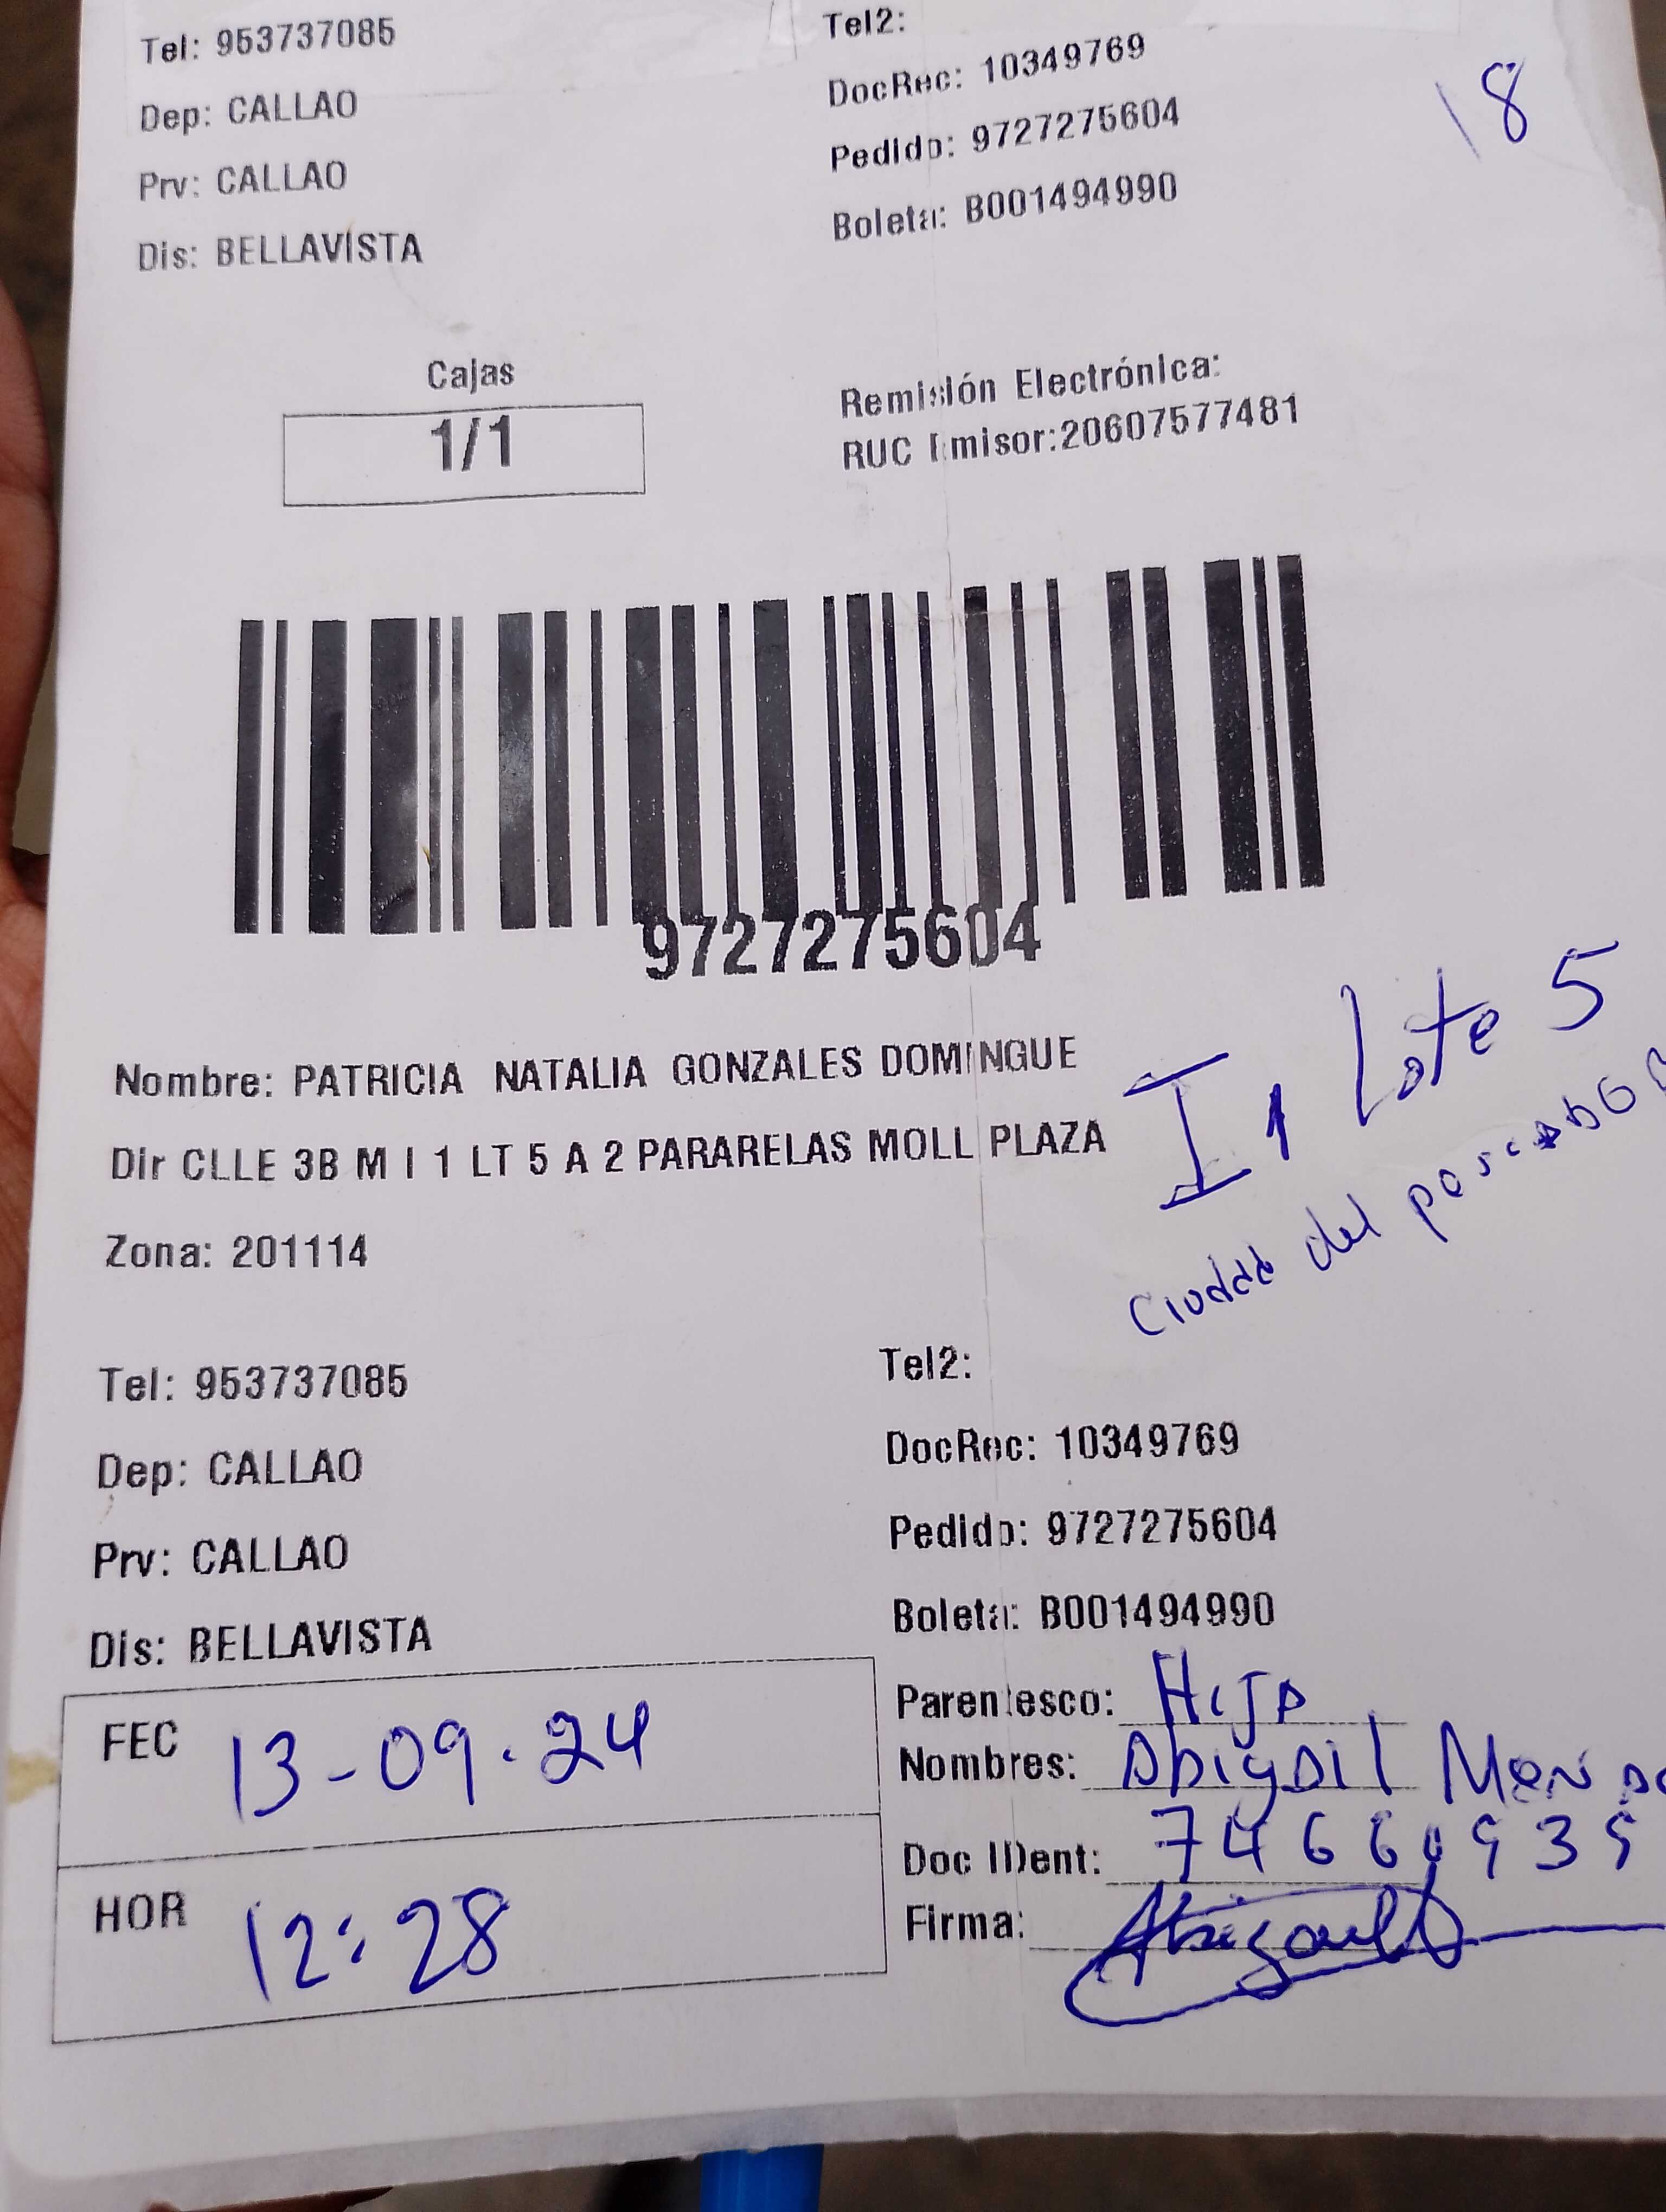 Tel: 953737085
Tel2:
Dep: CALLAO
DocRec: 10349769
18
Prv: CALLAO
Pedido: 9727275604
Dis: BELLAVISTA
Boleta: B001494990
Cajas
1/1
Remisión Electrónica:
RUC Emisor:20607577481
9727275604
I 1 Lote 5
Ciudad del
Nombre: PATRICIA NATALIA GONZALES DOMINGUE
Dir CLLE 3B M I 1 LT 5 A 2 PARARELAS MOLL PLAZA
Zona: 201114
Tel: 953737085
Tel2:
Dep: CALLAO
DocRec: 10349769
Prv: CALLAO
Pedido: 9727275604
Dis: BELLAVISTA
Boleta: B001494990
FEC 13-09.24
HOR 12:28
Parentesco: HIJA
Nombres: Abigail
Doc IDent:
Firma: